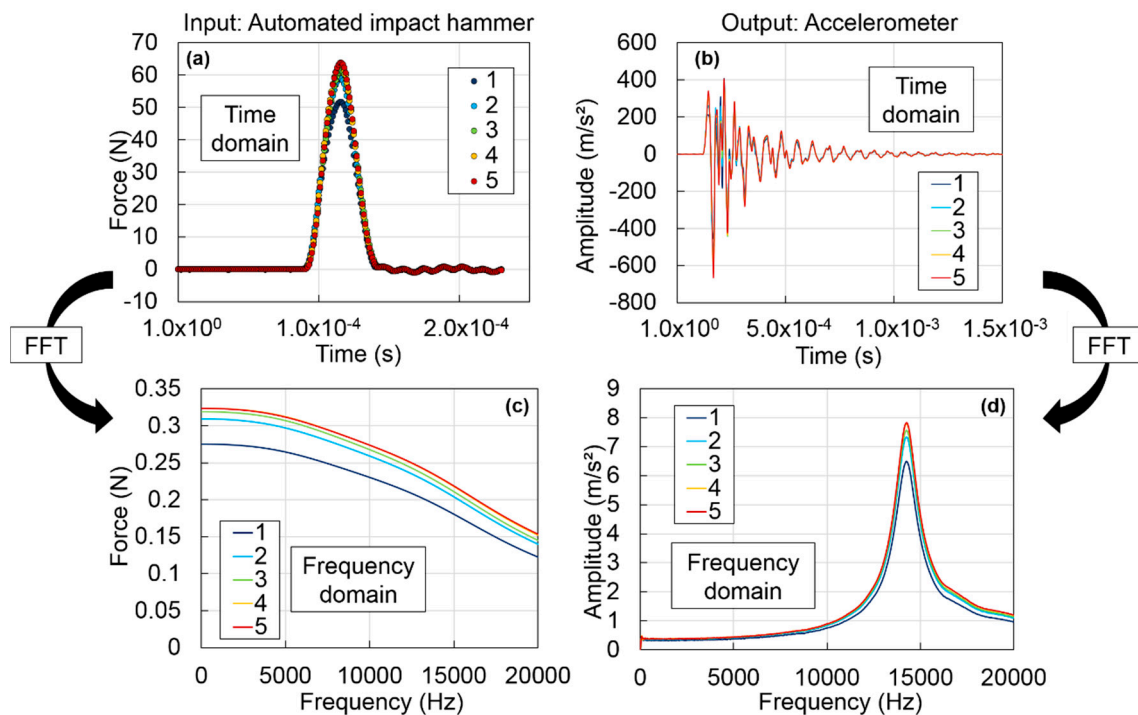 Input: Automated impact hammer
Output: Accelerometer
(a)
Time
domain
1
2
3
4
5
70
60
50
40
30
20
10
0
-10
Force (N)
1.0x10⁰
1.0x10⁻⁴
2.0x10⁻⁴
Time (s)
(b)
Time
domain
1
2
3
4
5
600
400
200
0
-200
-400
-600
-800
Amplitude (m/s²)
1.0x10⁰
5.0x10⁻⁴
1.0x10⁻³
1.5x10⁻³
Time (s)
FFT
FFT
(c)
0.35
0.3
0.25
0.2
0.15
0.1
0.05
0
Force (N)
1
2
3
4
5
Frequency
domain
0
5000
10000
15000
20000
Frequency (Hz)
(d)
9
8
7
6
5
4
3
2
1
0
Amplitude (m/s²)
1
2
3
4
5
Frequency
domain
0
5000
10000
15000
20000
Frequency (Hz)